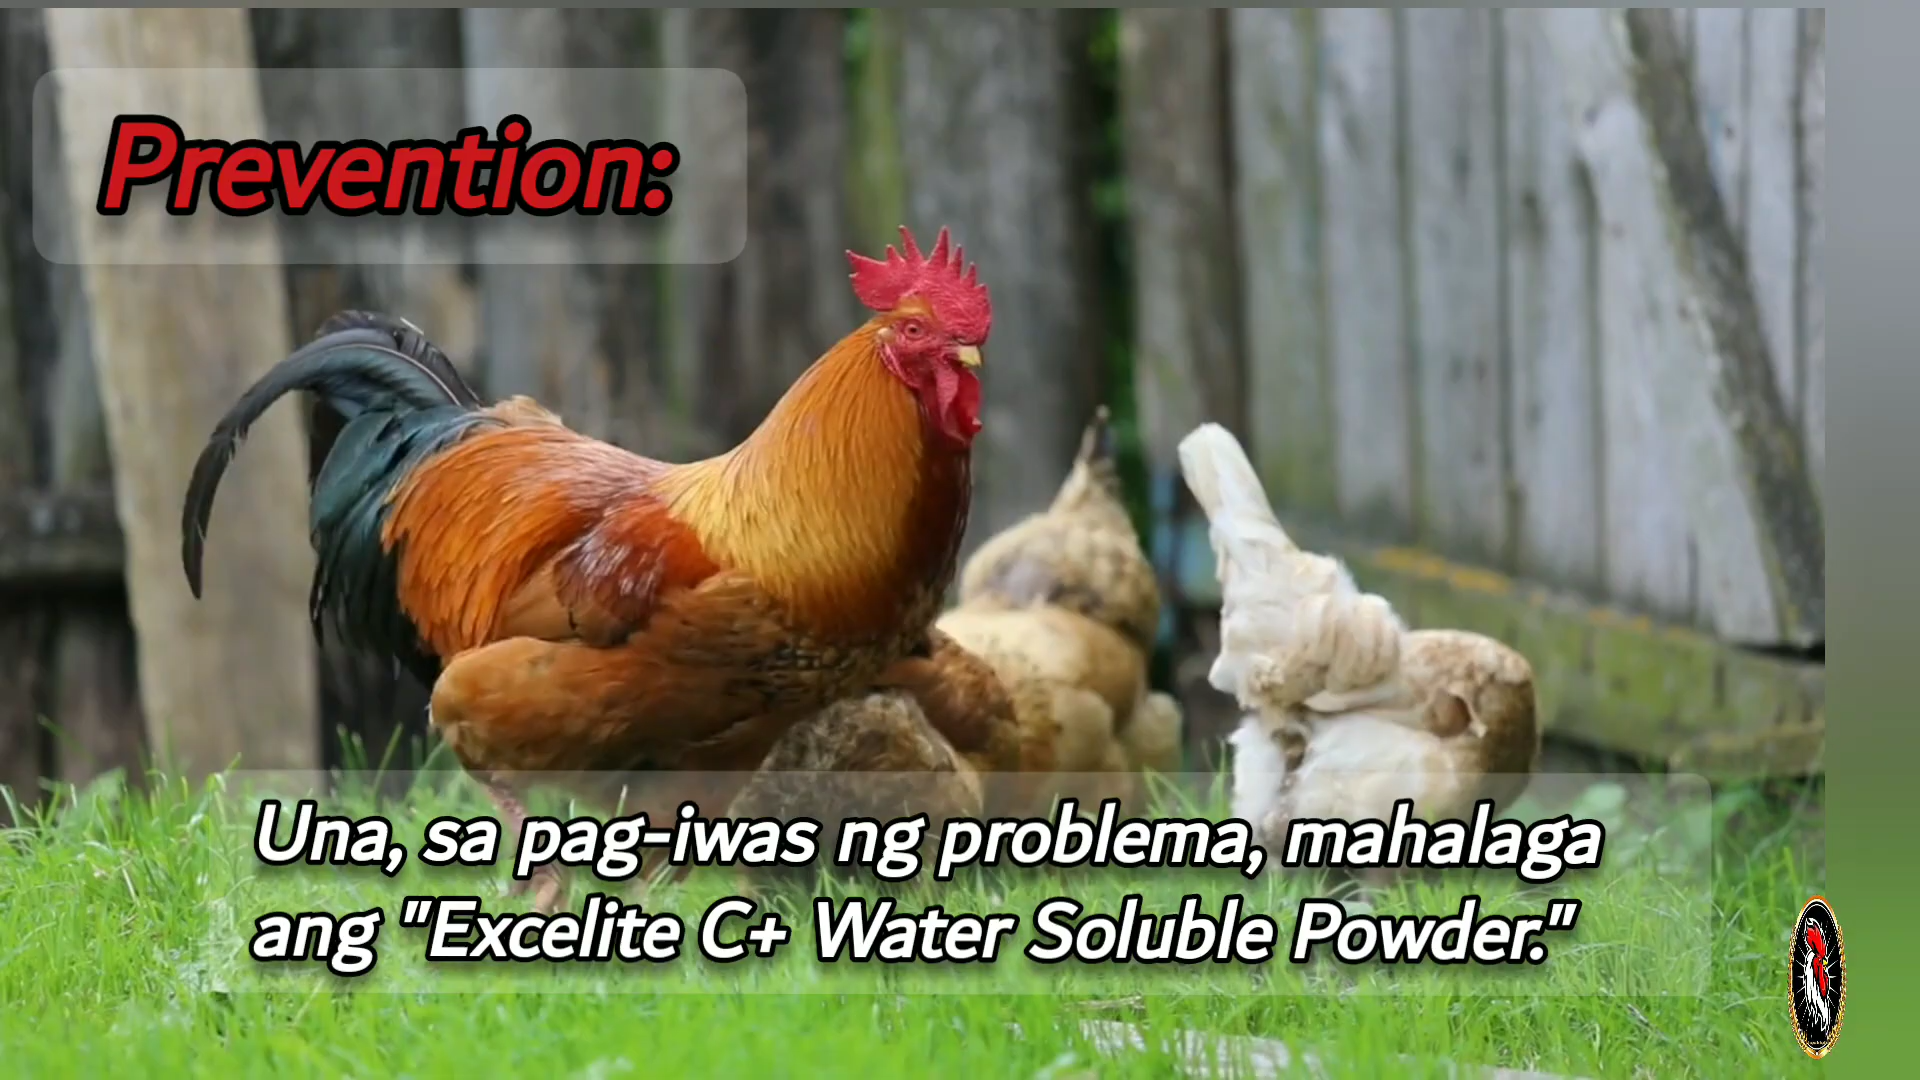 Prevention:
Una, sa pag-iwas ng problema, mahalaga
ang "Excelite C+ Water Soluble Powder."